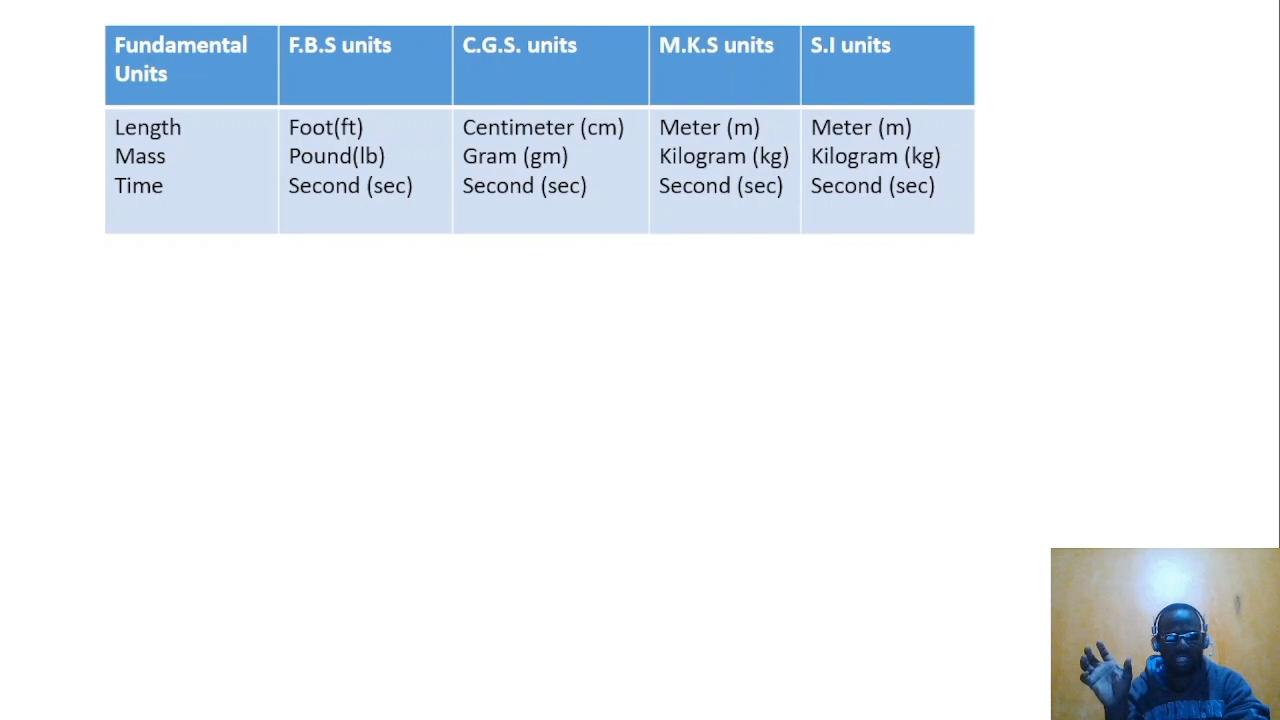 Fundamental Units
F.B.S units
C.G.S. units
M.K.S units
S.I units
Length
Mass
Time
Foot(ft)
Pound(lb)
Second (sec)
Centimeter (cm)
Gram (gm)
Second (sec)
Meter (m)
Kilogram (kg)
Second (sec)
Meter (m)
Kilogram (kg)
Second (sec)